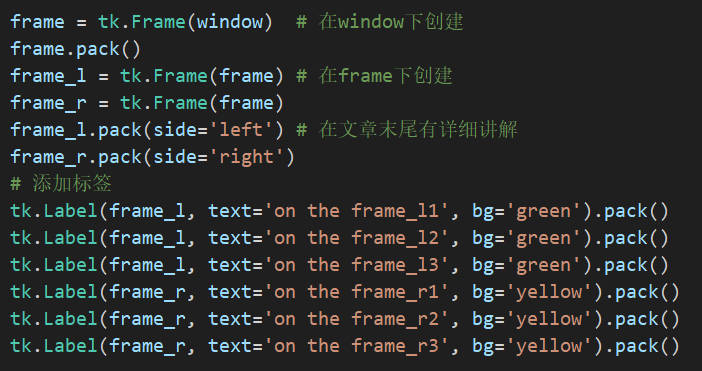 frame = tk.Frame(window)  # 在window下创建
frame.pack()
frame_l = tk.Frame(frame) # 在frame下创建
frame_r = tk.Frame(frame)
frame_l.pack(side='left') # 在文章末尾有详细讲解
frame_r.pack(side='right')
# 添加标签
tk.Label(frame_l, text='on the frame_l1', bg='green').pack()
tk.Label(frame_l, text='on the frame_l2', bg='green').pack()
tk.Label(frame_l, text='on the frame_l3', bg='green').pack()
tk.Label(frame_r, text='on the frame_r1', bg='yellow').pack()
tk.Label(frame_r, text='on the frame_r2', bg='yellow').pack()
tk.Label(frame_r, text='on the frame_r3', bg='yellow').pack()